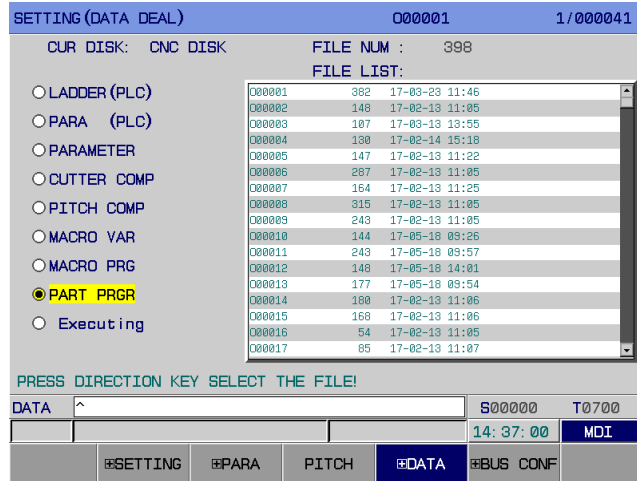 SETTING(DATA DEAL) O00001 1/000041
CUR DISK: CNC DISK FILE NUM : 398
FILE LIST:
LADDER(PLC)
PARA (PLC)
PARAMETER
CUTTER COMP
PITCH COMP
MACRO VAR
MACRO PRG
PART PRGR
Executing
O00001 382 17-03-23 11:46
O00002 148 17-02-13 11:05
O00003 107 17-03-13 13:55
O00004 130 17-02-14 15:18
O00005 147 17-02-13 11:22
O00006 287 17-02-13 11:05
O00007 164 17-02-13 11:25
O00008 315 17-02-13 11:05
O00009 243 17-02-13 11:05
O00010 144 17-05-18 09:26
O00011 243 17-05-18 09:57
O00012 148 17-05-18 14:01
O00013 177 17-05-18 09:54
O00014 180 17-02-13 11:06
O00015 168 17-02-13 11:06
O00016 54 17-02-13 11:05
O00017 85 17-02-13 11:07
PRESS DIRECTION KEY SELECT THE FILE!
DATA ^ S00000 T0700
14:37:00 MDI
⊞SETTING ⊞PARA PITCH ⊞DATA ⊞BUS CONF